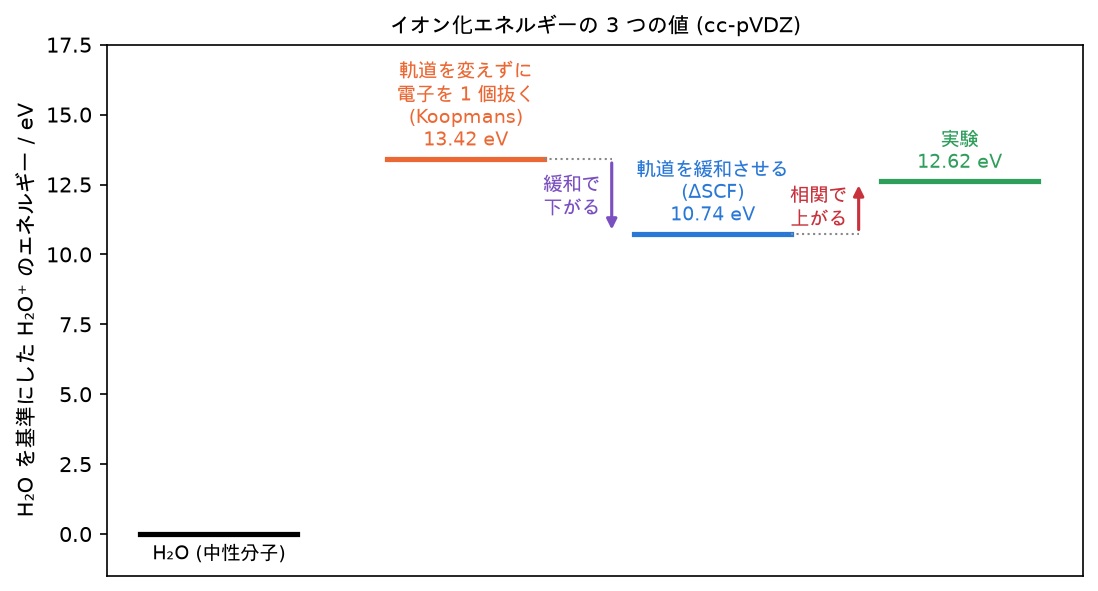 イオン化エネルギーの 3 つの値 (cc-pVDZ)
H₂O を基準にした H₂O⁺ のエネルギー / eV
17.5
15.0
12.5
10.0
7.5
5.0
2.5
0.0
軌道を変えずに
電子を 1 個抜く
(Koopmans)
13.42 eV
緩和で
下がる
軌道を緩和させる
(ΔSCF)
10.74 eV
相関で
上がる
実験
12.62 eV
H₂O (中性分子)